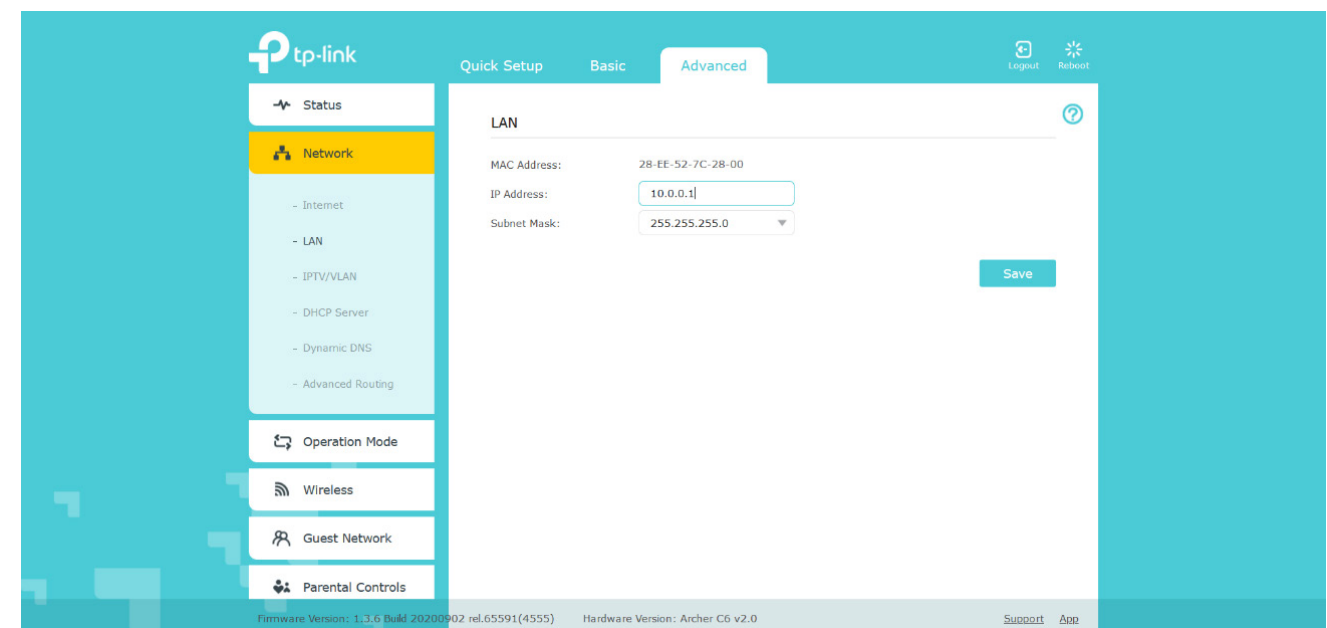 tp-link
Quick Setup Basic Advanced
Logout Reboot
Status
LAN
?
Network
MAC Address: 28-EE-52-7C-28-00
IP Address: 10.0.0.1
- Internet
Subnet Mask: 255.255.255.0
- LAN
- IPTV/VLAN
Save
- DHCP Server
- Dynamic DNS
- Advanced Routing
Operation Mode
Wireless
Guest Network
Parental Controls
Firmware Version: 1.3.6 Build 20200902 rel.65591(4555) Hardware Version: Archer C6 v2.0 Support App